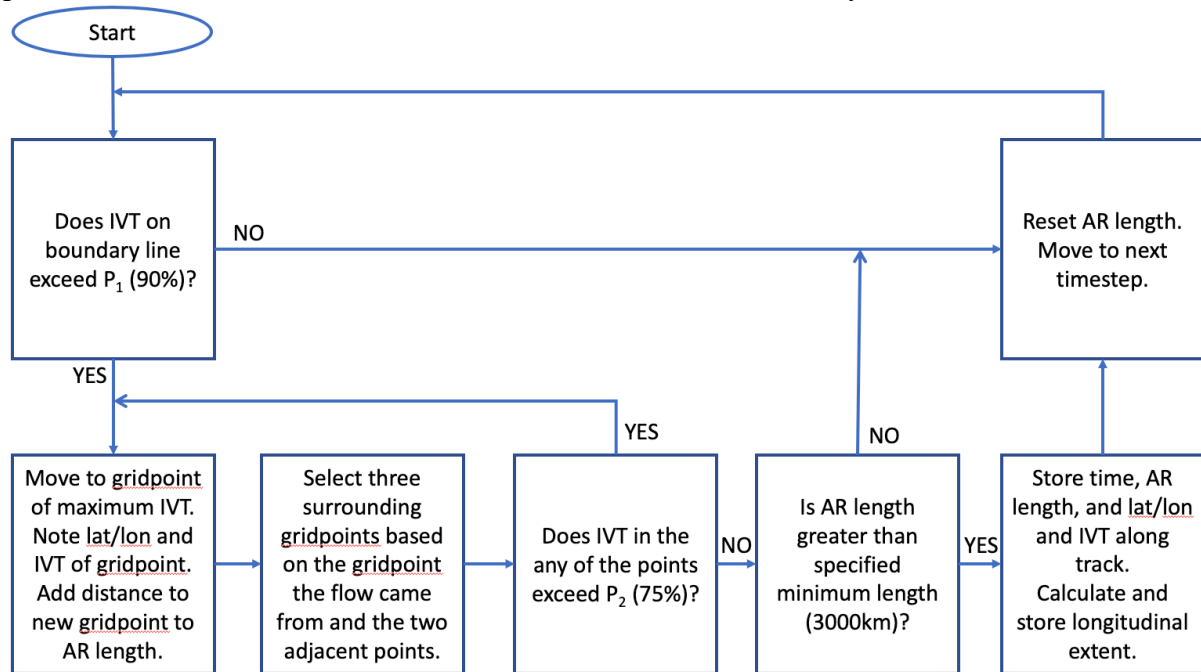 Start
Does IVT on
boundary line
exceed P₁ (90%)?
NO
YES
Reset AR length.
Move to next
timestep.
Move to gridpoint
of maximum IVT.
Note lat/lon and
IVT of gridpoint.
Add distance to
new gridpoint to
AR length.
Select three
surrounding
gridpoints based
on the gridpoint
the flow came
from and the two
adjacent points.
YES
Does IVT in the
any of the points
exceed P₂ (75%)?
NO
NO
Is AR length
greater than
specified
minimum length
(3000km)?
YES
Store time, AR
length, and lat/lon
and IVT along
track.
Calculate and
store longitudinal
extent.